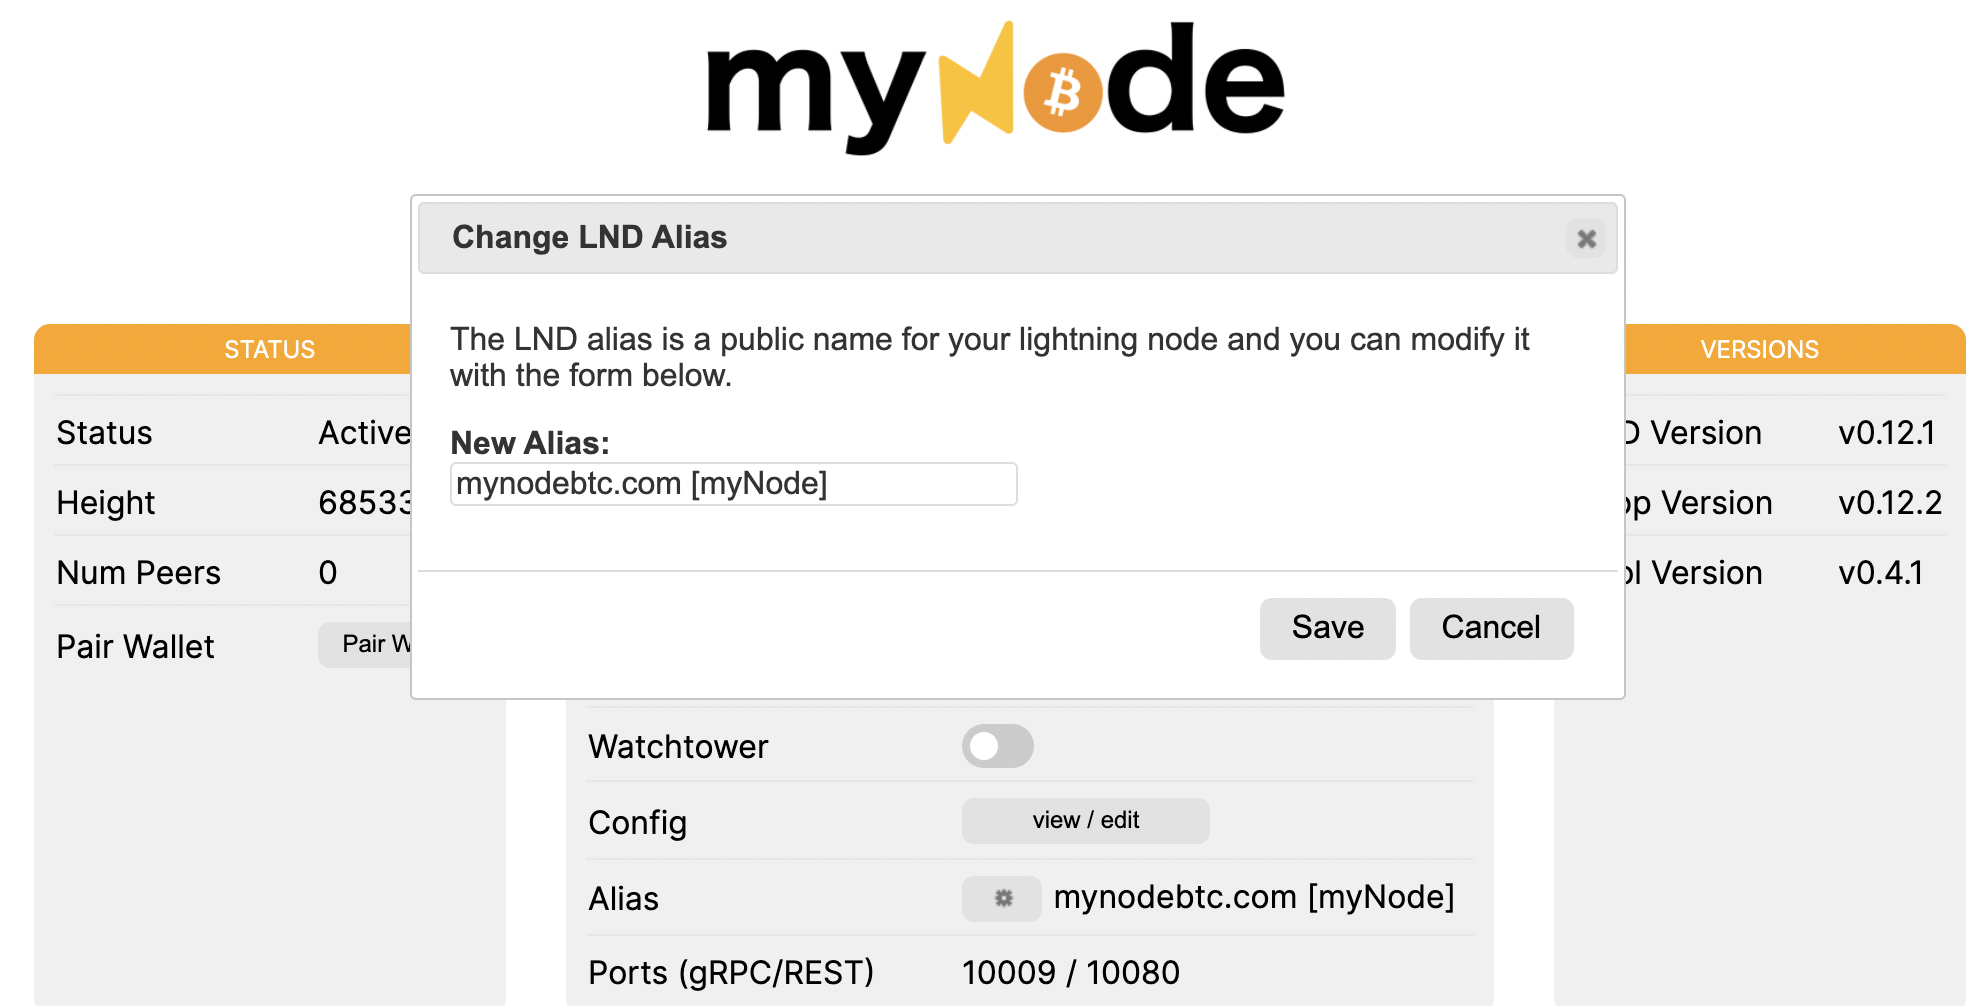 myNode
Change LND Alias
The LND alias is a public name for your lightning node and you can modify it
with the form below.
New Alias:
mynodebtc.com [myNode]
Save Cancel
STATUS
Status Active
Height
Num Peers 0
Pair Wallet Pair
Watchtower
Config view / edit
Alias mynodebtc.com [myNode]
Ports (gRPC/REST) 10009 / 10080
VERSIONS
Version v0.12.1
Version v0.12.2
Version v0.4.1